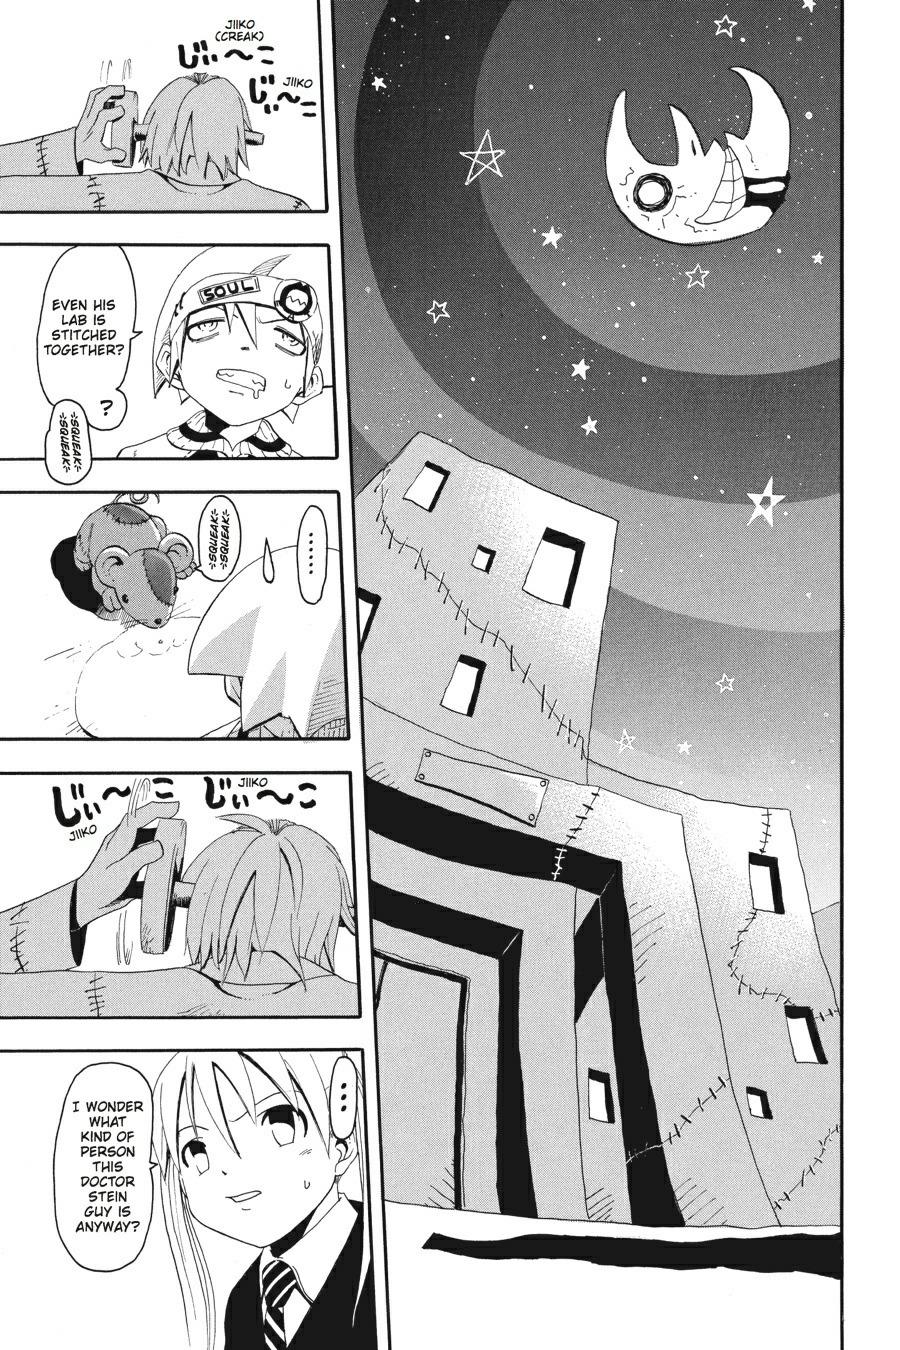 JIIKO
(CREAK)
じぃ〜こ
JIIKO
じぃ〜こ
SOUL
EVEN HIS
LAB IS
STITCHED
TOGETHER?
?
SQUEAK
SQUEAK
......
SQUEAK
SQUEAK
JIIKO
じぃ〜こ
じぃ〜こ
JIIKO
...
I WONDER
WHAT
KIND OF
PERSON
THIS
DOCTOR
STEIN
GUY IS
ANYWAY?